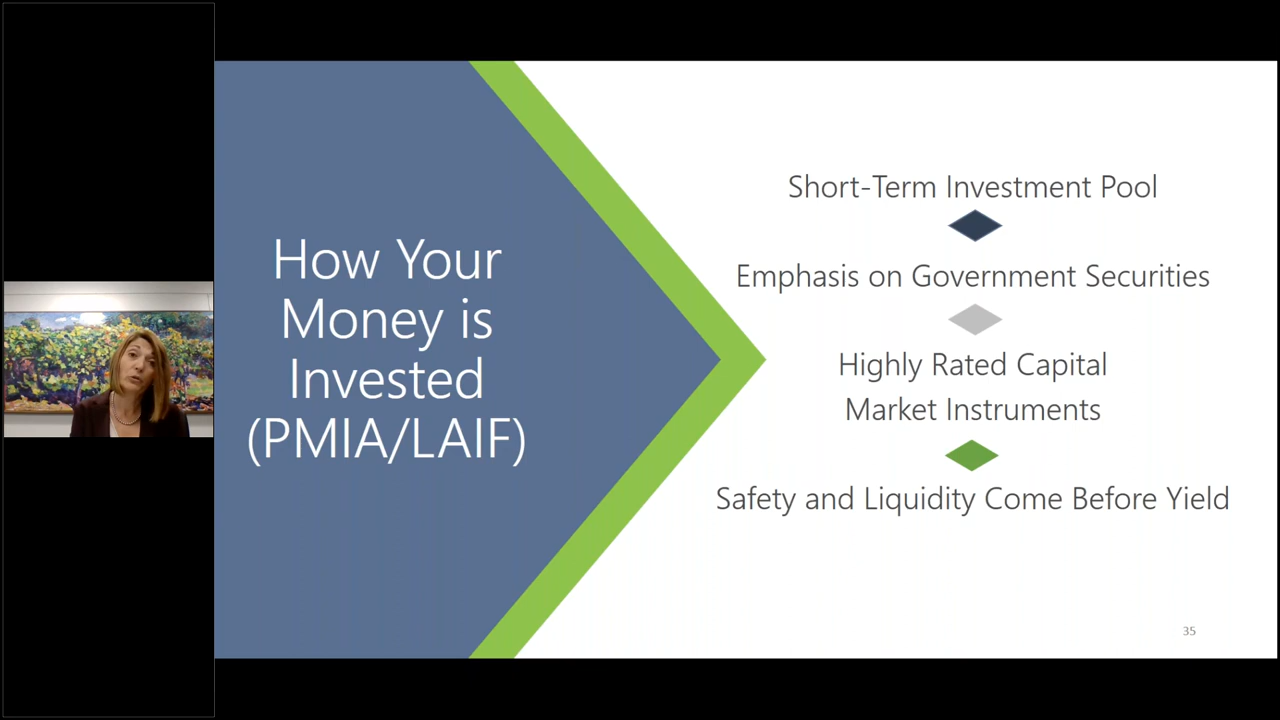 How Your
Money is
Invested
(PMIA/LAIF)
Short-Term Investment Pool
Emphasis on Government Securities
Highly Rated Capital
Market Instruments
Safety and Liquidity Come Before Yield
35